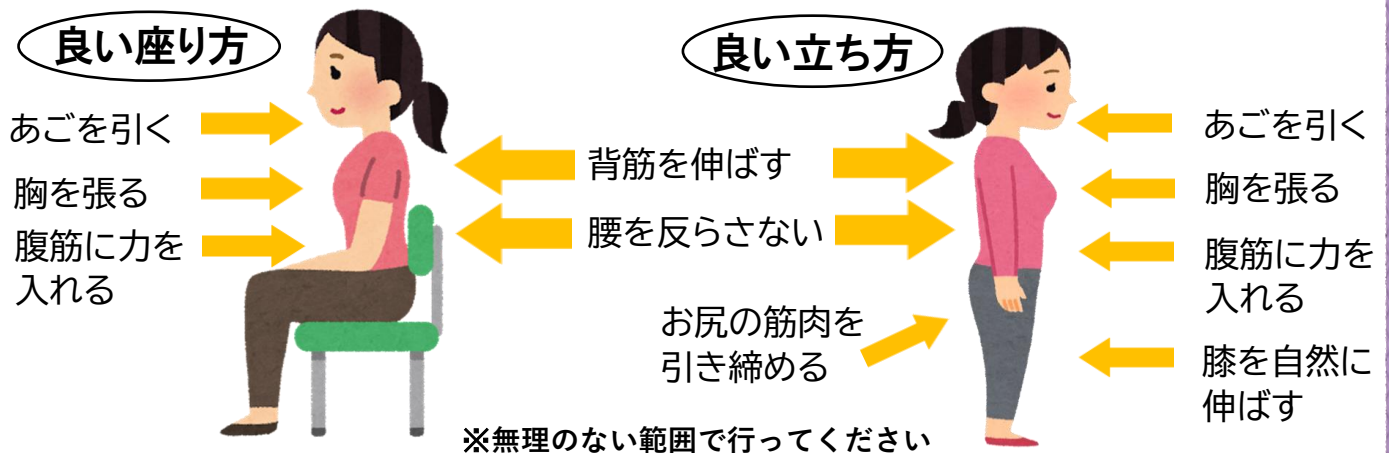 良い座り方
あごを引く
胸を張る
腹筋に力を
入れる
背筋を伸ばす
腰を反らさない
良い立ち方
あごを引く
胸を張る
腹筋に力を
入れる
お尻の筋肉を
引き締める
膝を自然に
伸ばす
※無理のない範囲で行ってください